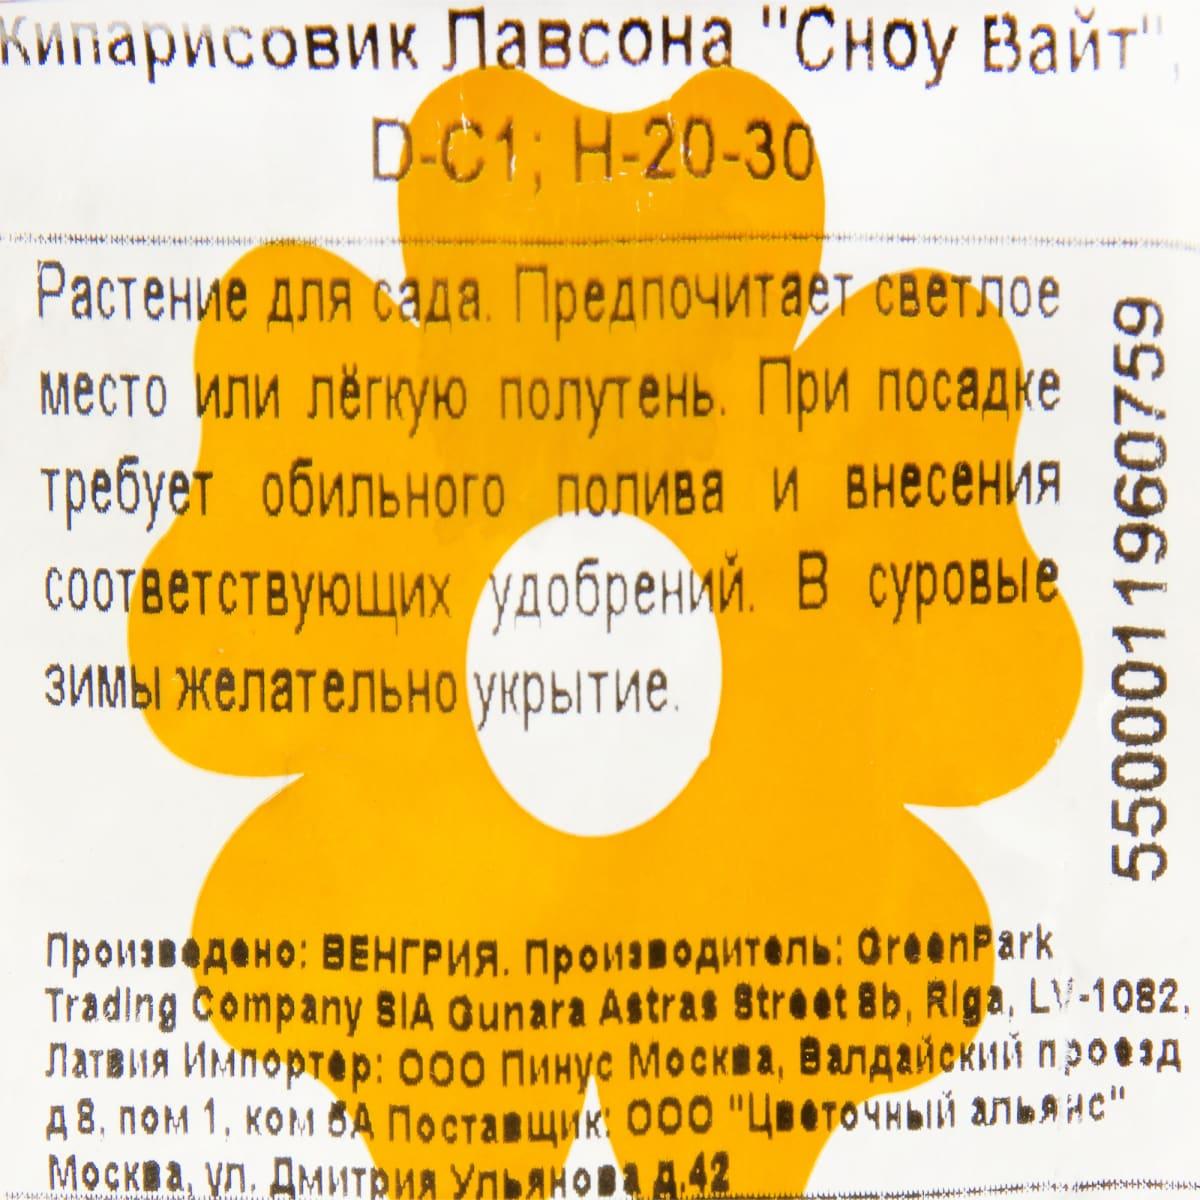 Кипарисовик Лавсона "Сноу Вайт",
D-C1; H-20-30
Растение для сада. Предпочитает светлое
место или лёгкую полутень. При посадке
требует обильного полива и внесения
соответствующих удобрений. В суровые
зимы желательно укрытие.
5500011960759
Произведено: ВЕНГРИЯ. Производитель: GreenPark
Trading Company SIA Gunara Astras Street 8b, Riga, LV-1082,
Латвия Импортер: ООО Пинус Москва, Валдайский проезд
д 8, пом 1, ком 5А Поставщик: ООО "Цветочный альянс"
Москва, ул. Дмитрия Ульянова д.42